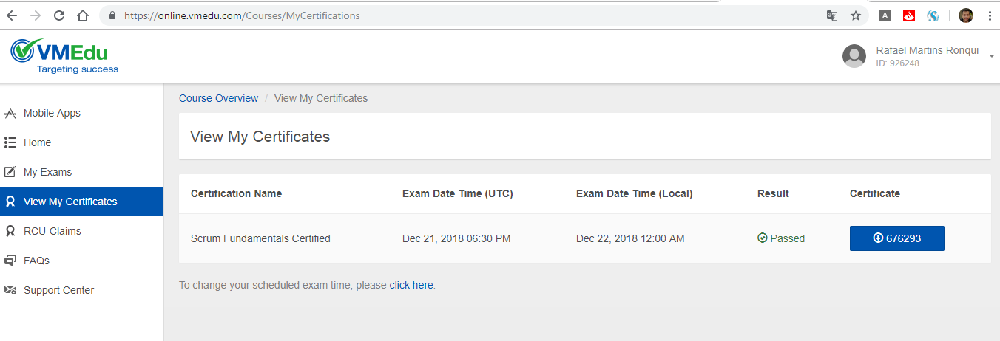 https://online.vmedu.com/Courses/MyCertifications
A
S
VMEdu
Targeting success
Rafael Martins Ronqui
ID: 926248
Mobile Apps
Home
My Exams
View My Certificates
RCU-Claims
FAQs
Support Center
Course Overview / View My Certificates
View My Certificates
Certification Name Exam Date Time (UTC) Exam Date Time (Local) Result Certificate
Scrum Fundamentals Certified Dec 21, 2018 06:30 PM Dec 22, 2018 12:00 AM Passed 676293
To change your scheduled exam time, please click here.